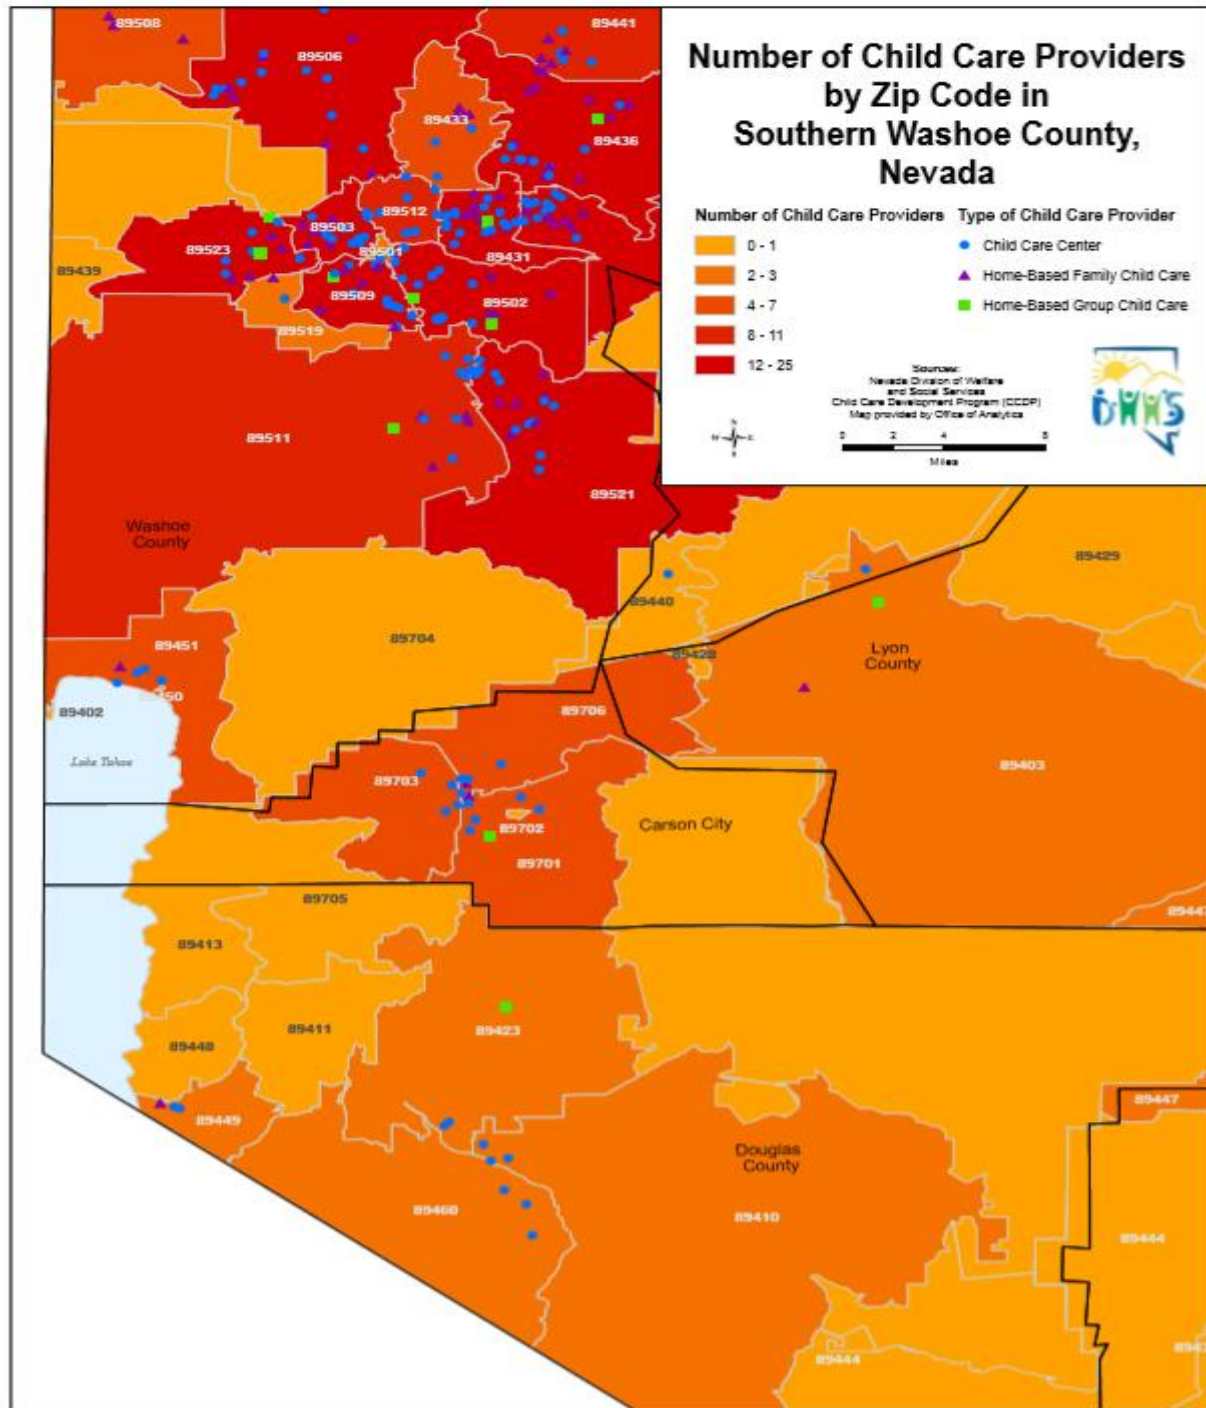 Number of Child Care Providers
by Zip Code in
Southern Washoe County,
Nevada
Number of Child Care Providers
0 - 1
2 - 3
4 - 7
8 - 11
12 - 25
Type of Child Care Provider
Child Care Center
Home-Based Family Child Care
Home-Based Group Child Care
Sources:
Nevada Division of Welfare
and Social Services
Child Care Development Program (CCDP)
Map provided by Office of Analytics
N
W
E
S
0 2 4 8
Miles
DHHS
89508
89506
89441
89433
89436
89512
89503
89523
89501
89431
89439
89509
89502
89519
89511
89521
Washoe
County
89429
89440
89704
89451
Lyon
County
89428
89402
89706
Lake Tahoe
89703
89403
89702
Carson City
89701
89705
89413
89423
89411
89448
89449
89447
Douglas
County
89460
89410
89444
89444